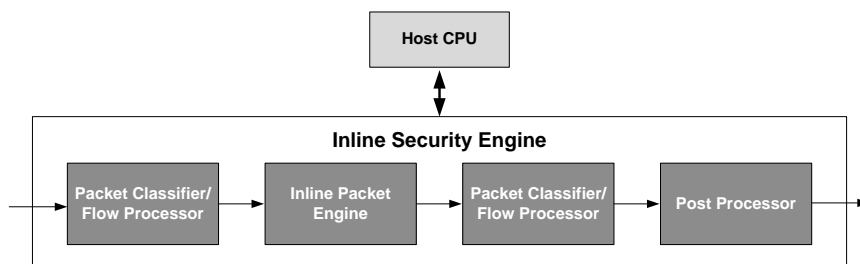 Host CPU
Inline Security Engine
Packet Classifier/
Flow Processor
Inline Packet
Engine
Packet Classifier/
Flow Processor
Post Processor